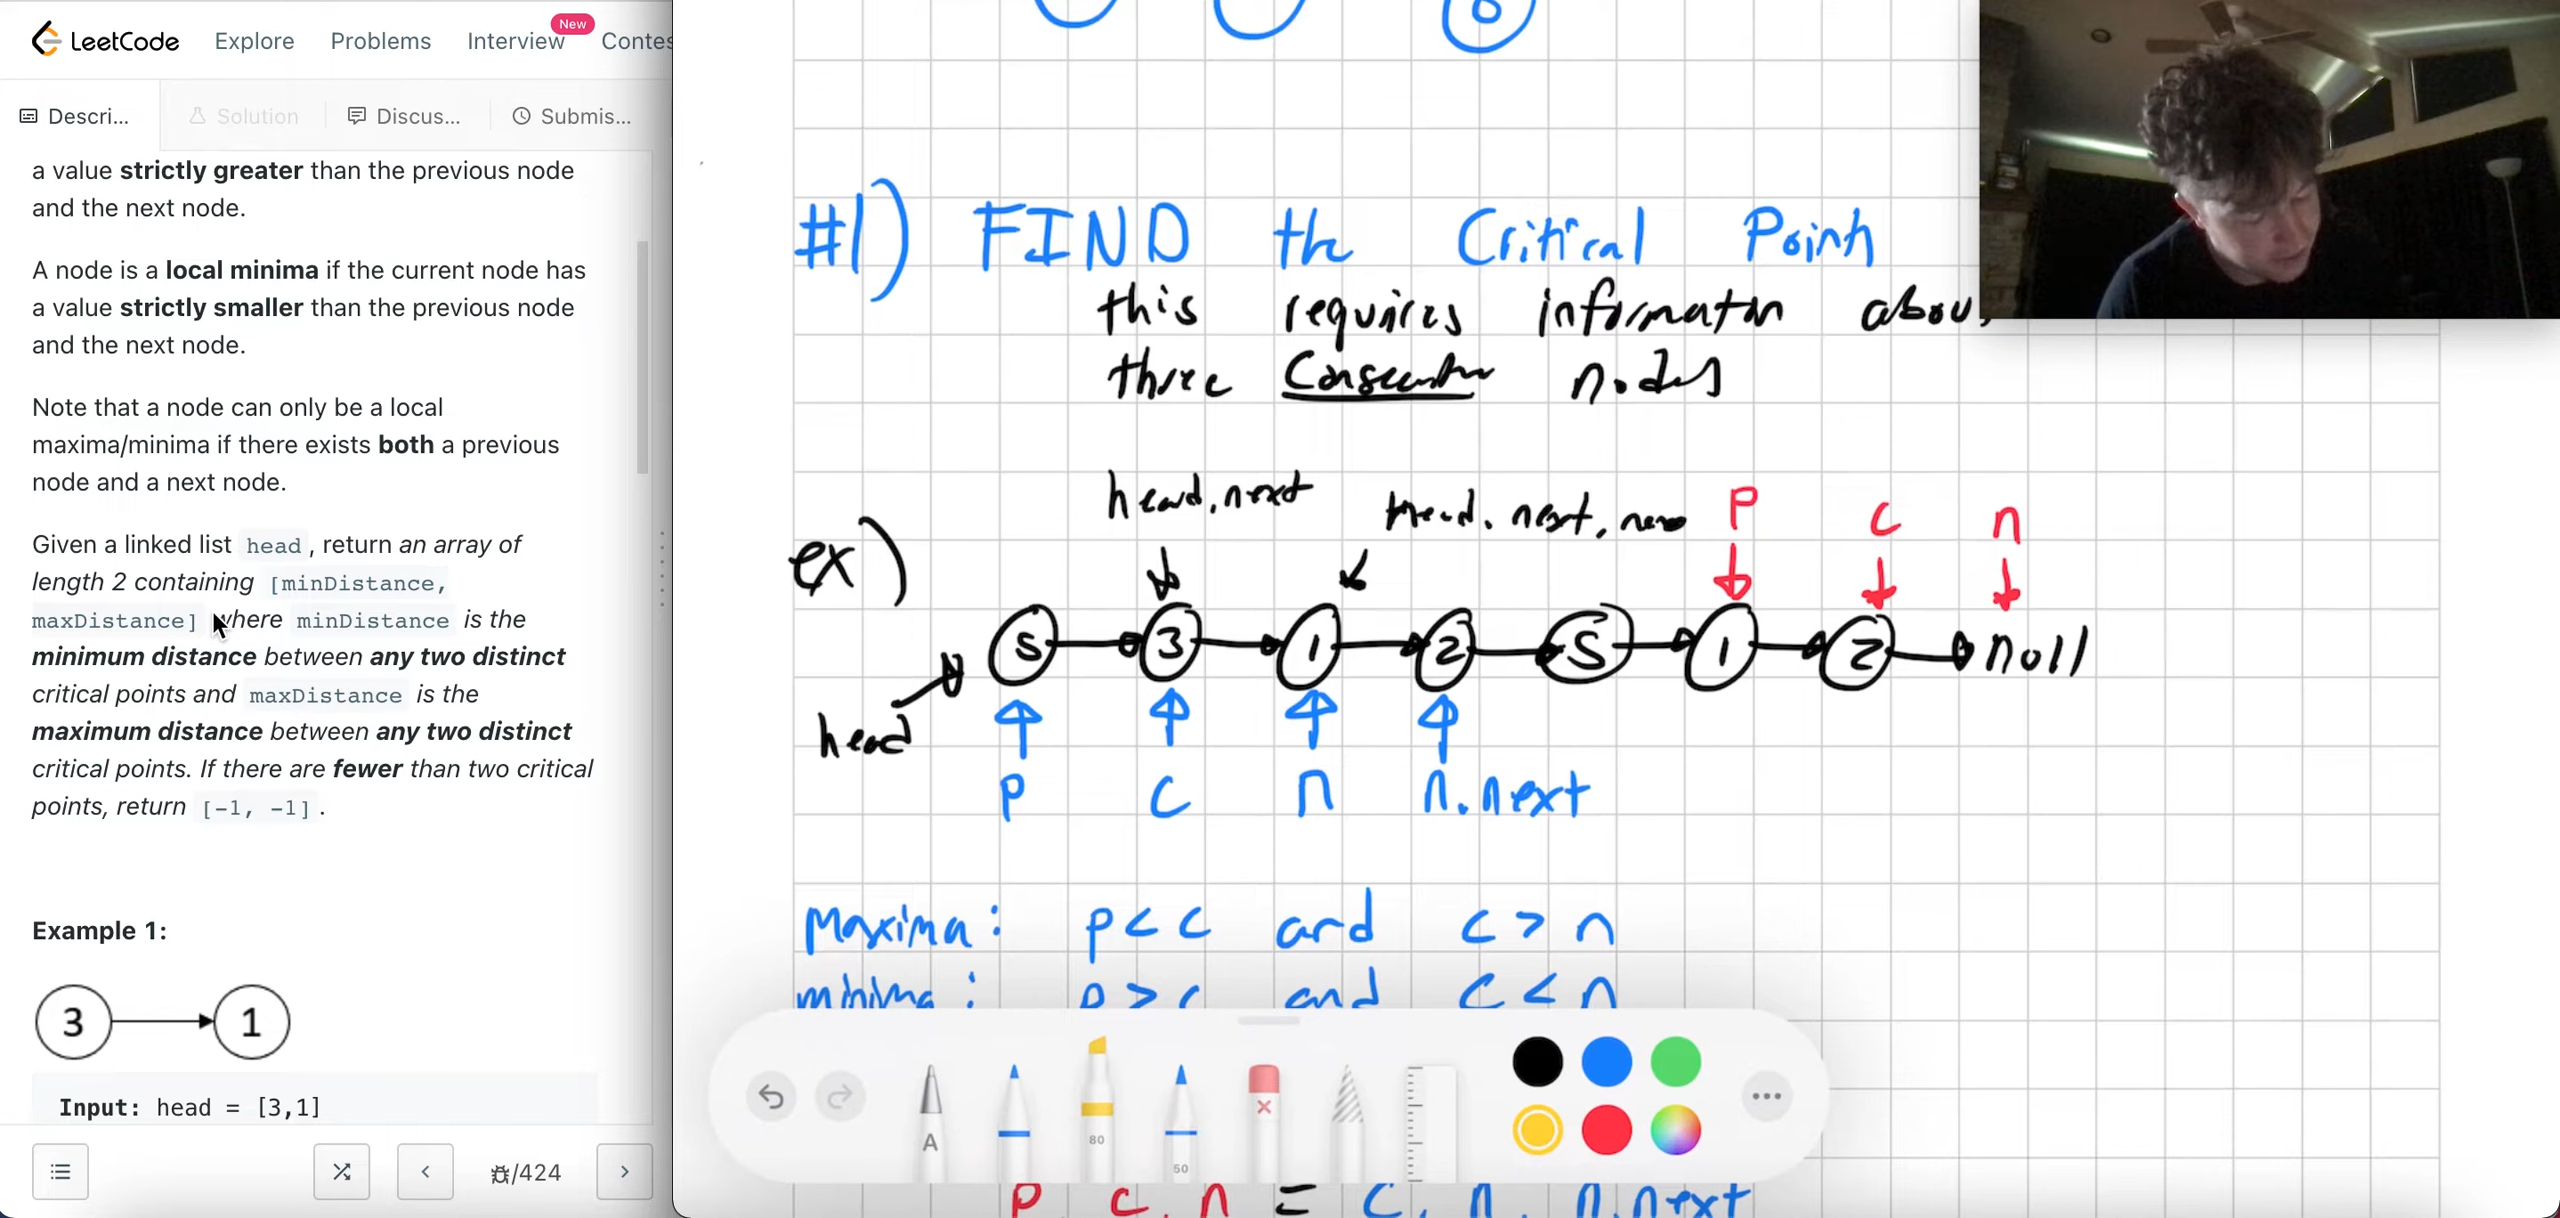 LeetCode Explore Problems Interview New Contes
Descri... Solution Discus... Submis...
a value strictly greater than the previous node
and the next node.
A node is a local minima if the current node has
a value strictly smaller than the previous node
and the next node.
Note that a node can only be a local
maxima/minima if there exists both a previous
node and a next node.
Given a linked list head , return an array of
length 2 containing [minDistance,
maxDistance] where minDistance is the
minimum distance between any two distinct
critical points and maxDistance is the
maximum distance between any two distinct
critical points. If there are fewer than two critical
points, return [-1, -1] .
Example 1:
3 1
Input: head = [3,1]
/424
6
#1) FIND the Critical Points
this requires information abou
three nodes
head.next head.next. P C n
ex)
5 3 1 2 5 1 2 null
head
P C n n.next
Maxima: P < C and C > n
minima: P > C and C < n
A 80 50
P, C, n = C, n, n.next